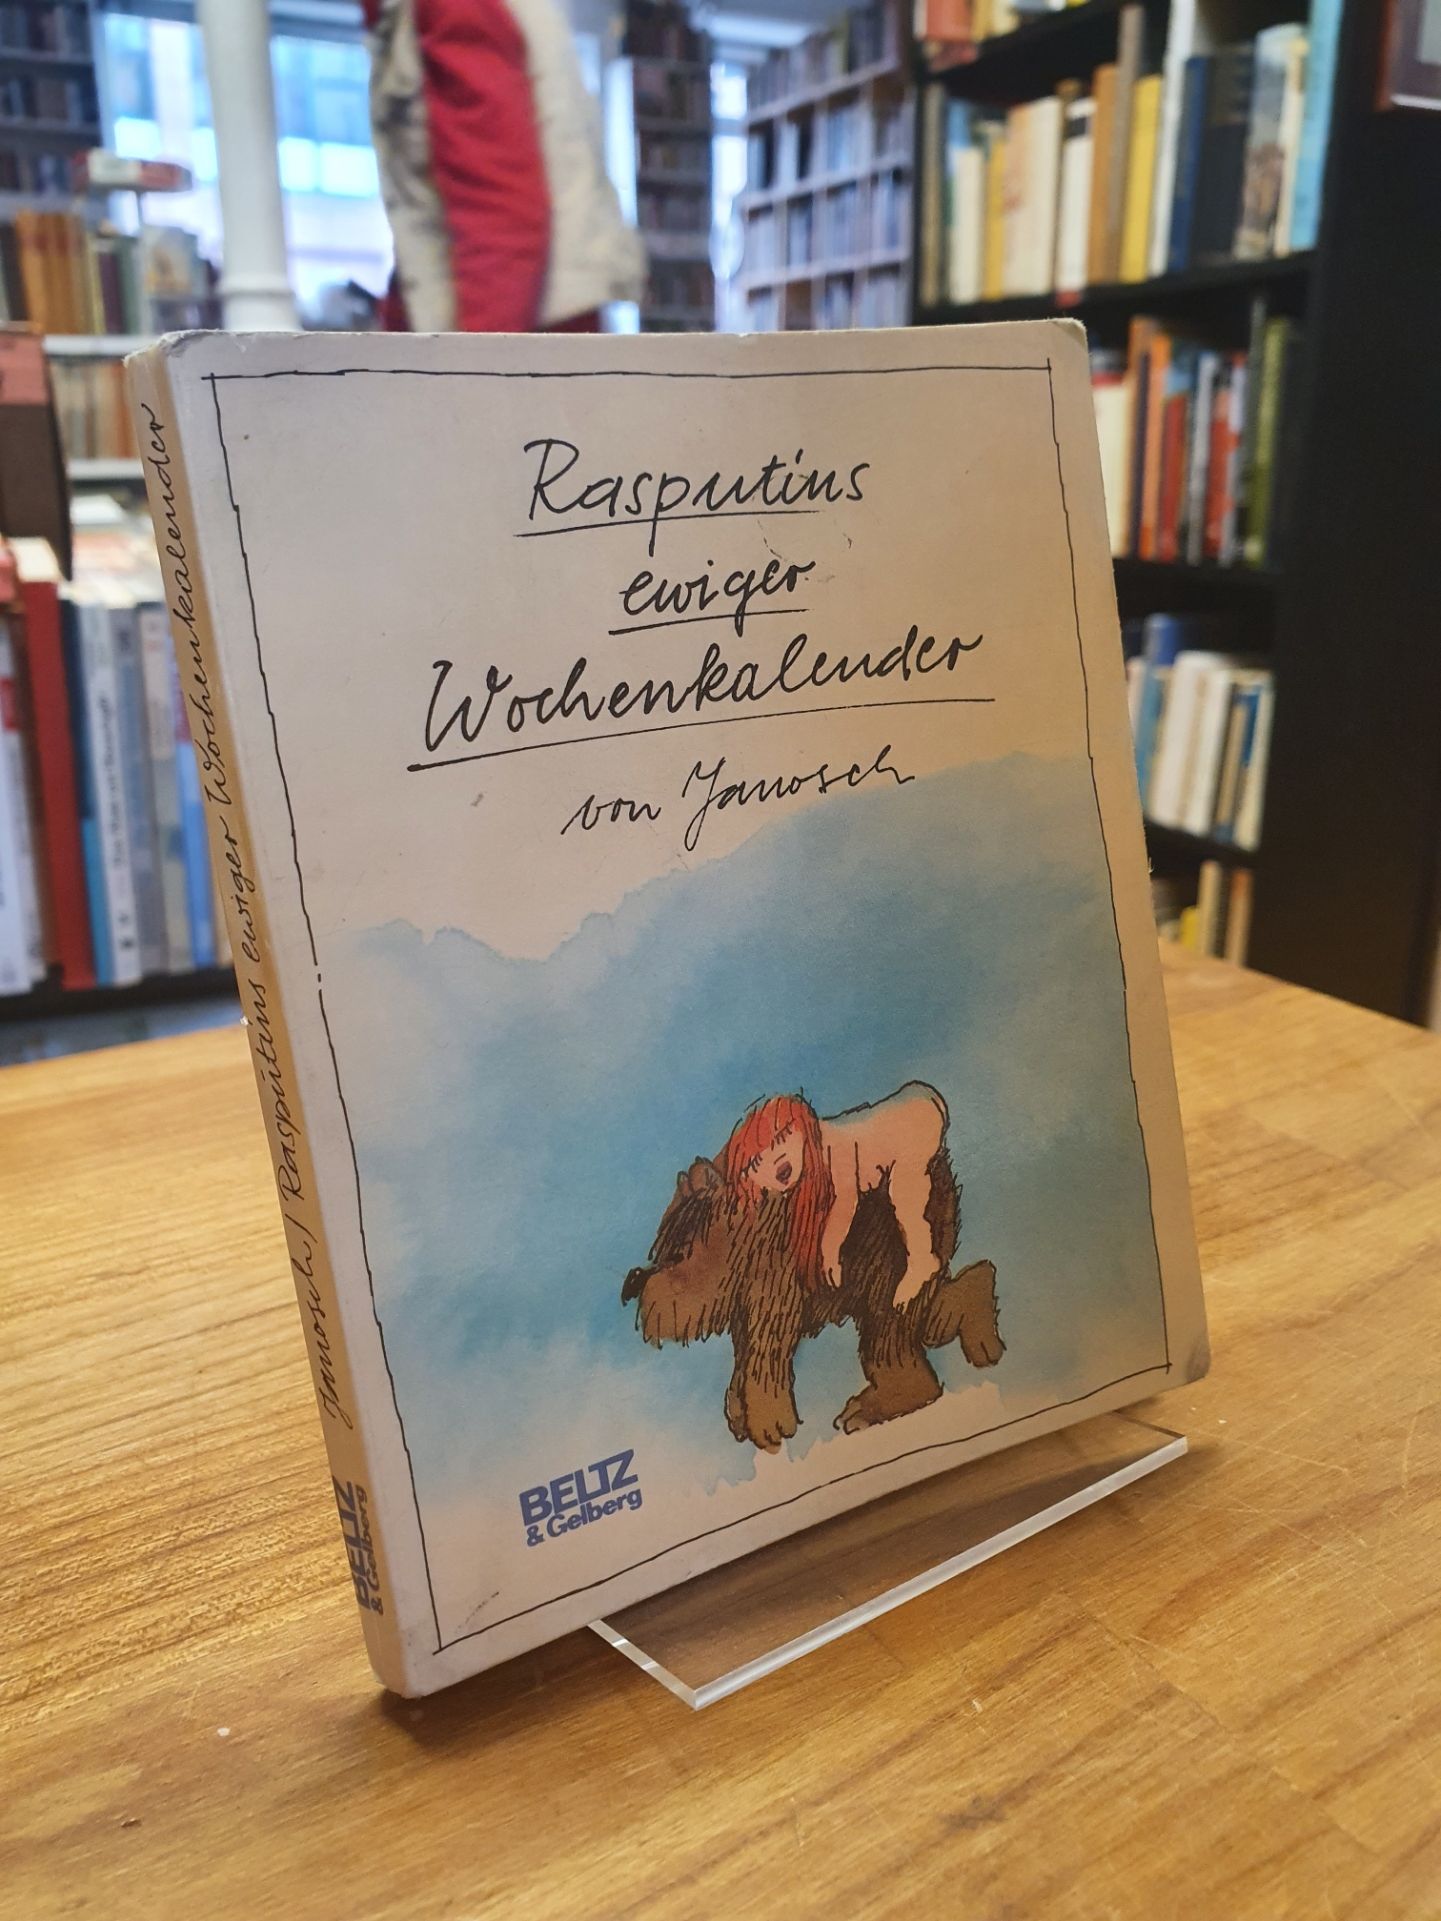 Rasputins
ewiger
Wochenkalender
von Janosch
BELTZ
& Gelberg
Janosch / Rasputins ewiger Wochenkalender
BELTZ
& Gelberg